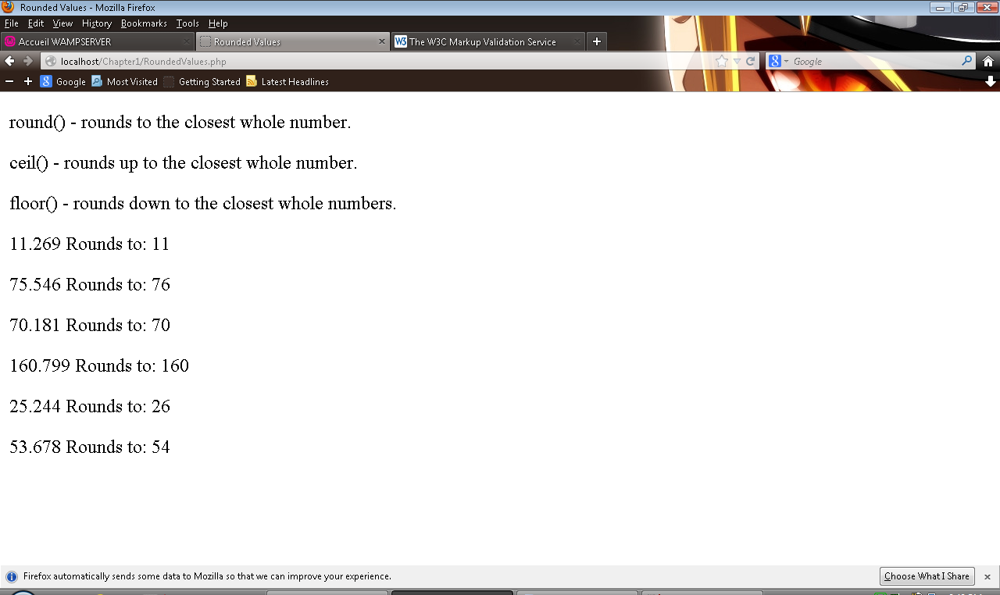 Rounded Values - Mozilla Firefox
File Edit View History Bookmarks Tools Help
Accueil WAMPSERVER Rounded Values W3 The W3C Markup Validation Service
localhost/Chapter1/RoundedValues.php 8 Google
8 Google Most Visited Getting Started Latest Headlines
round() - rounds to the closest whole number.
ceil() - rounds up to the closest whole number.
floor() - rounds down to the closest whole numbers.
11.269 Rounds to: 11
75.546 Rounds to: 76
70.181 Rounds to: 70
160.799 Rounds to: 160
25.244 Rounds to: 26
53.678 Rounds to: 54
Firefox automatically sends some data to Mozilla so that we can improve your experience. Choose What I Share